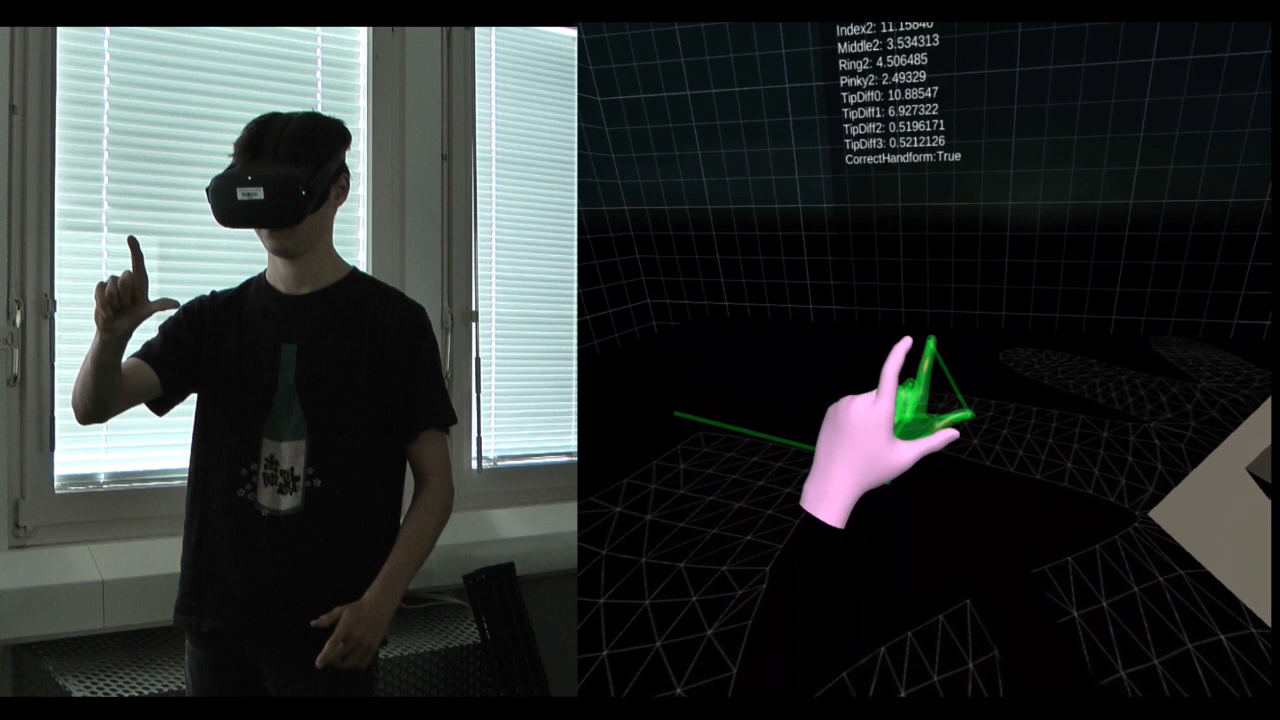 Index2: 11.15840
Middle2: 3.534313
Ring2: 4.506485
Pinky2: 2.49329
TipDiff0: 10.88547
TipDiff1: 6.927322
TipDiff2: 0.5196171
TipDiff3: 0.5212126
CorrectHandform:True